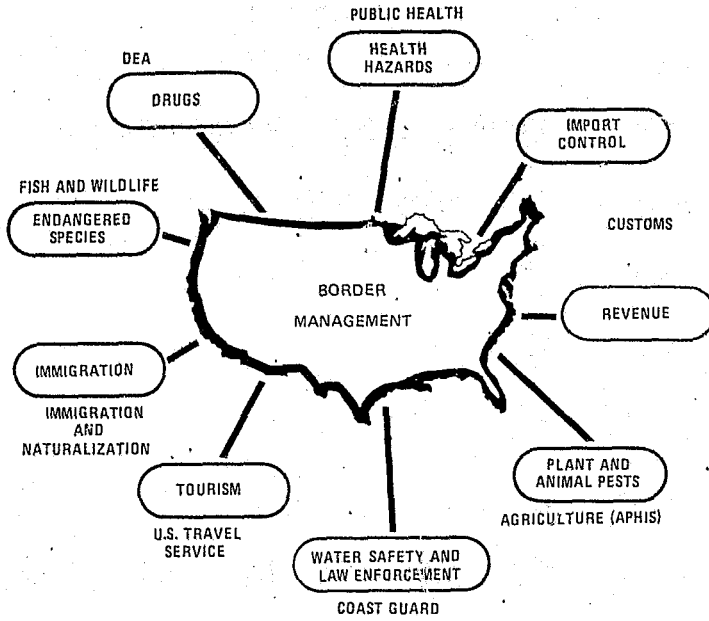 PUBLIC HEALTH
HEALTH
HAZARDS
DEA
DRUGS
IMPORT
CONTROL
FISH AND WILDLIFE
ENDANGERED
SPECIES
CUSTOMS
BORDER
MANAGEMENT
REVENUE
IMMIGRATION
IMMIGRATION
AND
NATURALIZATION
PLANT AND
ANIMAL PESTS
AGRICULTURE (APHIS)
TOURISM
U.S. TRAVEL
SERVICE
WATER SAFETY AND
LAW ENFORCEMENT
COAST GUARD